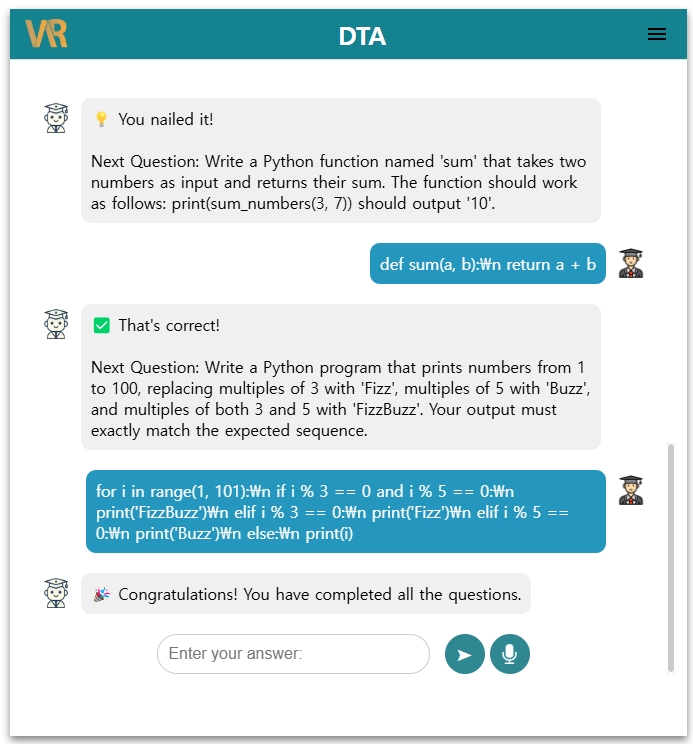 VR
DTA
💡 You nailed it!
Next Question: Write a Python function named 'sum' that takes two
numbers as input and returns their sum. The function should work
as follows: print(sum_numbers(3, 7)) should output '10'.
def sum(a, b):₩n return a + b
✅ That's correct!
Next Question: Write a Python program that prints numbers from 1
to 100, replacing multiples of 3 with 'Fizz', multiples of 5 with 'Buzz',
and multiples of both 3 and 5 with 'FizzBuzz'. Your output must
exactly match the expected sequence.
for i in range(1, 101):₩n if i % 3 == 0 and i % 5 == 0:₩n
print('FizzBuzz')₩n elif i % 3 == 0:₩n print('Fizz')₩n elif i % 5 ==
0:₩n print('Buzz')₩n else:₩n print(i)
🎉 Congratulations! You have completed all the questions.
Enter your answer: